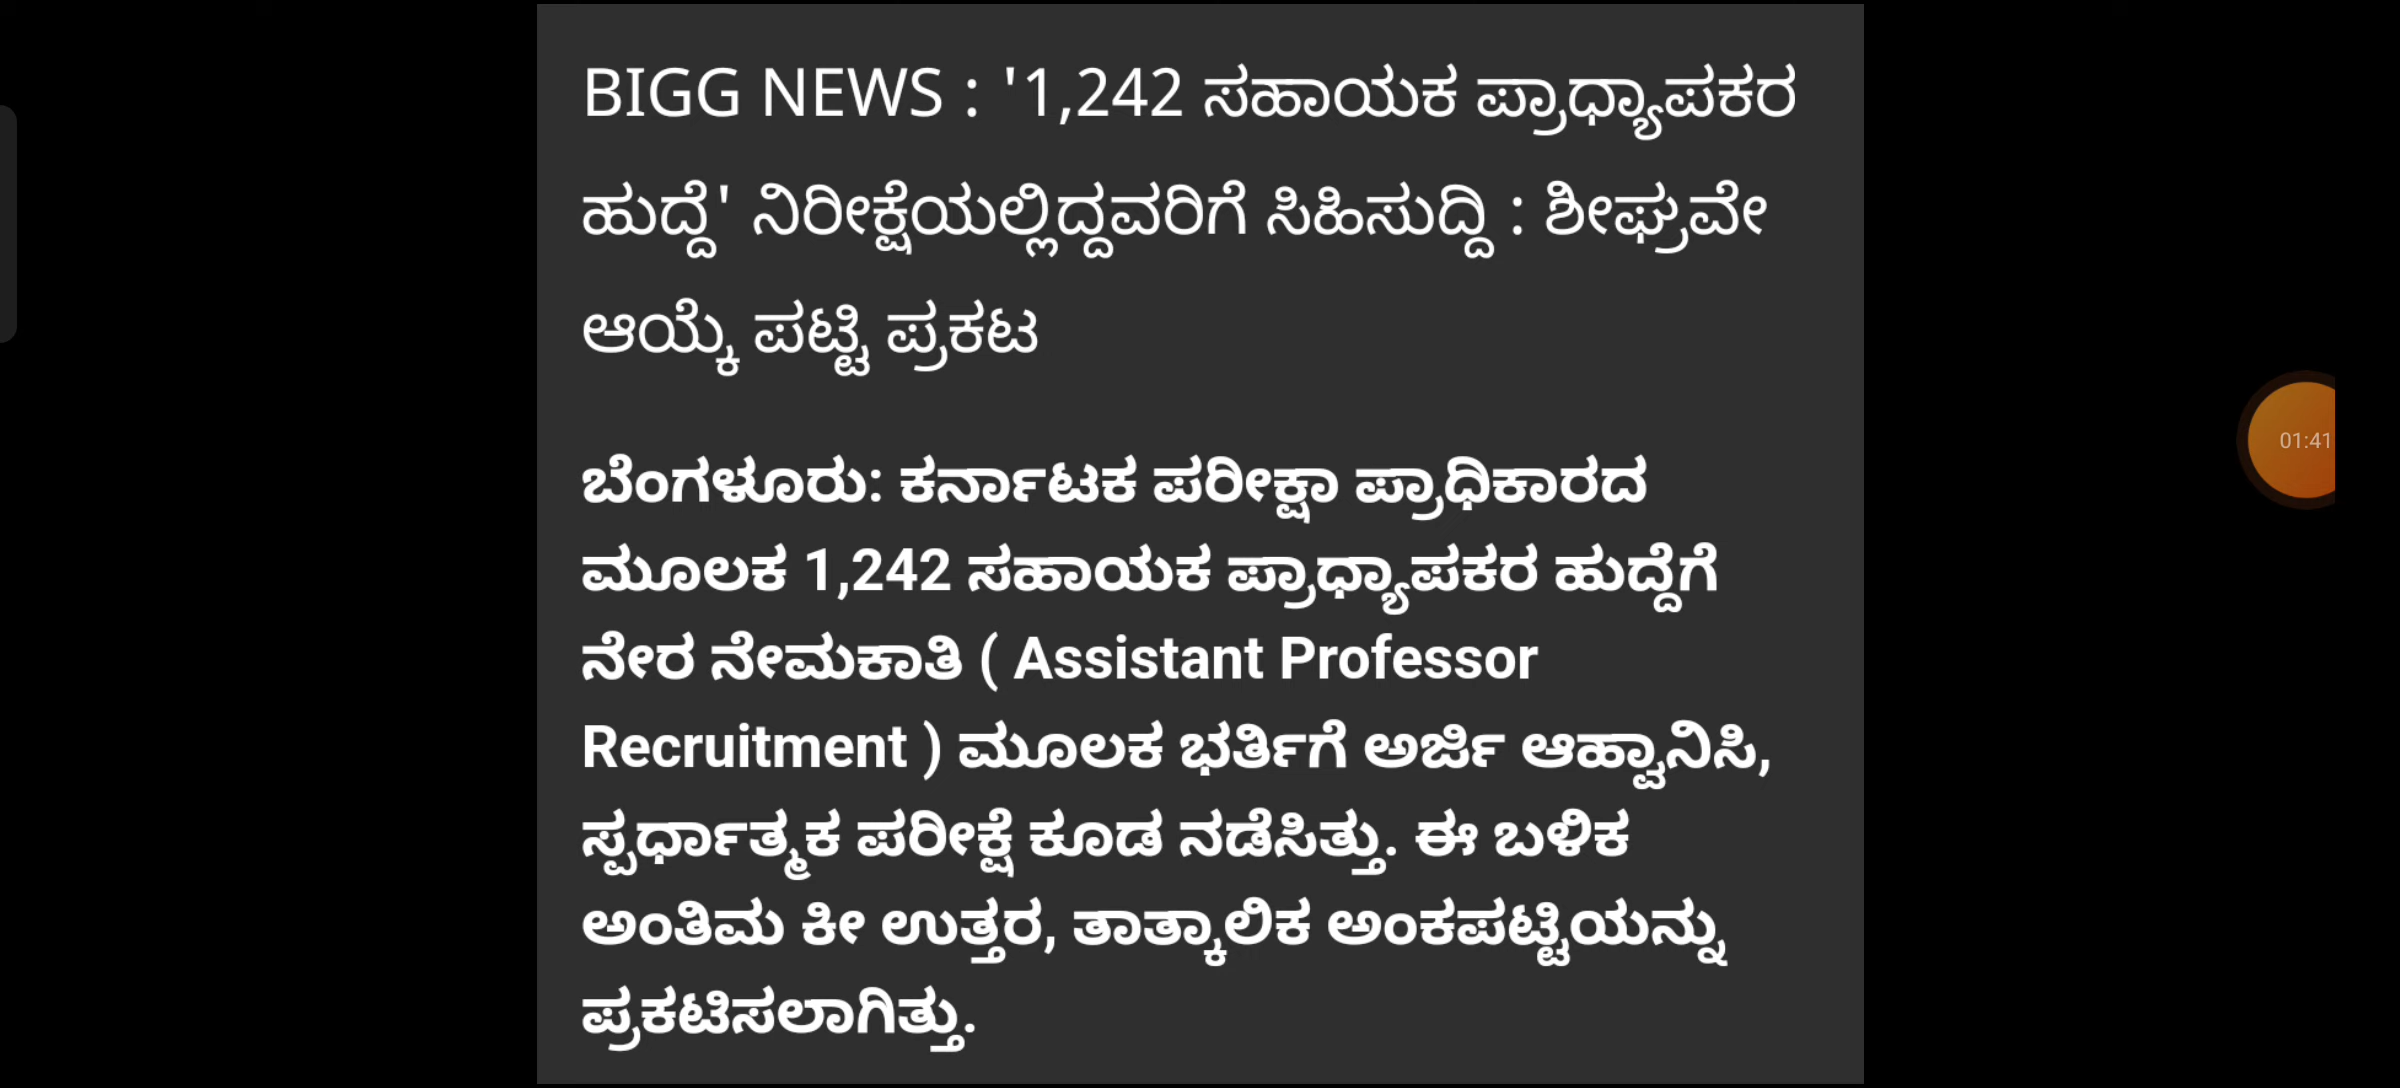 BIGG NEWS : '1,242 ಸಹಾಯಕ ಪ್ರಾಧ್ಯಾಪಕರ
ಹುದ್ದೆ' ನಿರೀಕ್ಷೆಯಲ್ಲಿದ್ದವರಿಗೆ ಸಿಹಿಸುದ್ದಿ : ಶೀಘ್ರವೇ
ಆಯ್ಕೆ ಪಟ್ಟಿ ಪ್ರಕಟ
ಬೆಂಗಳೂರು: ಕರ್ನಾಟಕ ಪರೀಕ್ಷಾ ಪ್ರಾಧಿಕಾರದ
ಮೂಲಕ 1,242 ಸಹಾಯಕ ಪ್ರಾಧ್ಯಾಪಕರ ಹುದ್ದೆಗೆ
ನೇರ ನೇಮಕಾತಿ ( Assistant Professor
Recruitment ) ಮೂಲಕ ಭರ್ತಿಗೆ ಅರ್ಜಿ ಆಹ್ವಾನಿಸಿ,
ಸ್ಪರ್ಧಾತ್ಮಕ ಪರೀಕ್ಷೆ ಕೂಡ ನಡೆಸಿತ್ತು. ಈ ಬಳಿಕ
ಅಂತಿಮ ಕೀ ಉತ್ತರ, ತಾತ್ಕಾಲಿಕ ಅಂಕಪಟ್ಟಿಯನ್ನು
ಪ್ರಕಟಿಸಲಾಗಿತ್ತು.
01:41